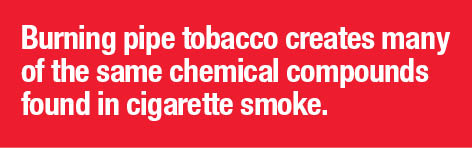 Burning pipe tobacco creates many
of the same chemical compounds
found in cigarette smoke.